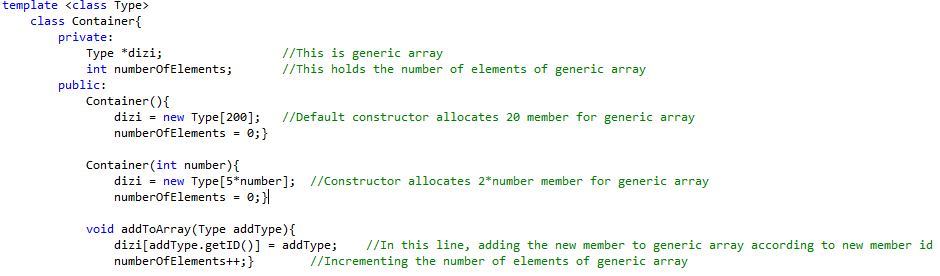 template <class Type>
class Container{
private:
Type *dizi; //This is generic array
int numberOfElements; //This holds the number of elements of generic array
public:
Container(){
dizi = new Type[200]; //Default constructor allocates 20 member for generic array
numberOfElements = 0;}
Container(int number){
dizi = new Type[5*number]; //Constructor allocates 2*number member for generic array
numberOfElements = 0;}
void addToArray(Type addType){
dizi[addType.getID()] = addType; //In this line, adding the new member to generic array according to new member id
numberOfElements++;} //Incrementing the number of elements of generic array